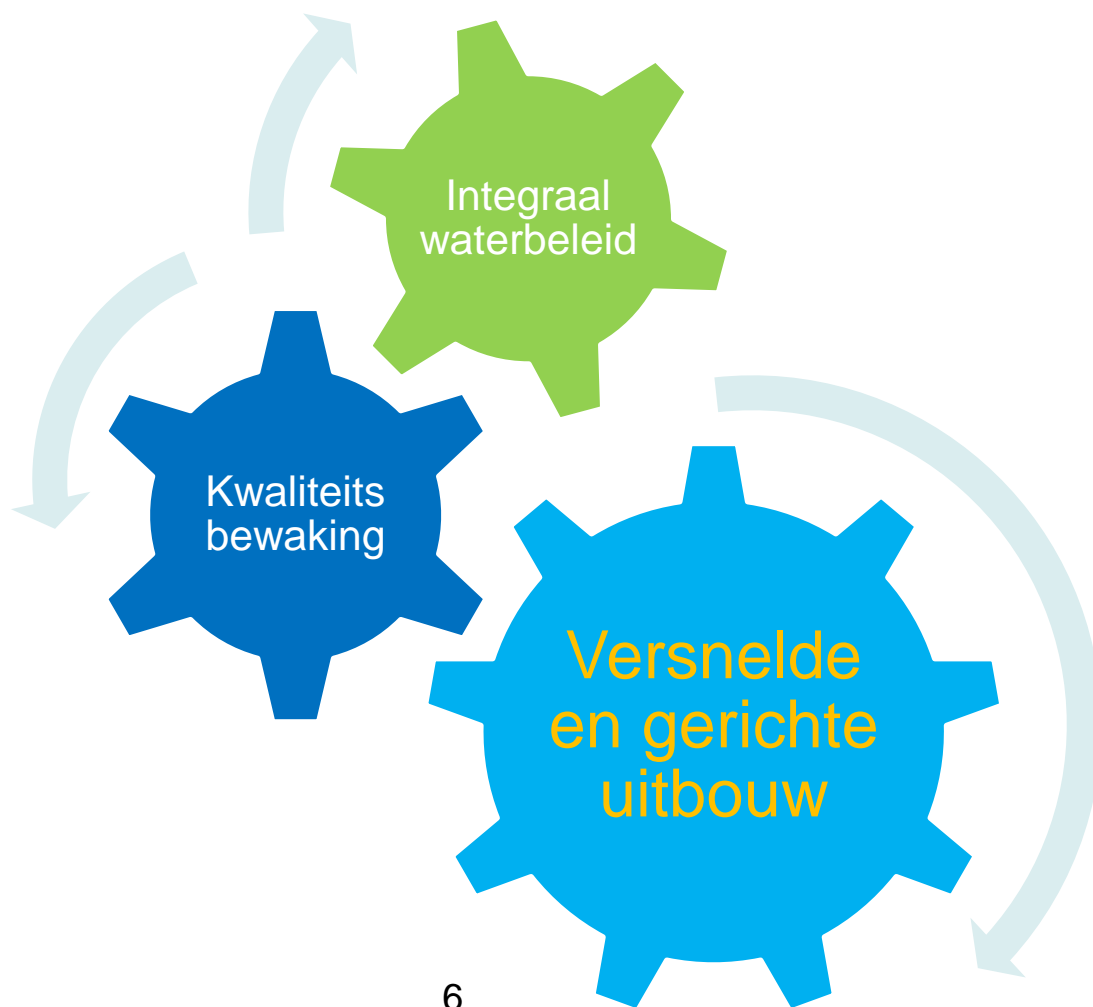 Integraal
waterbeleid
Kwaliteits
bewaking
Versnelde
en gerichte
uitbouw
6